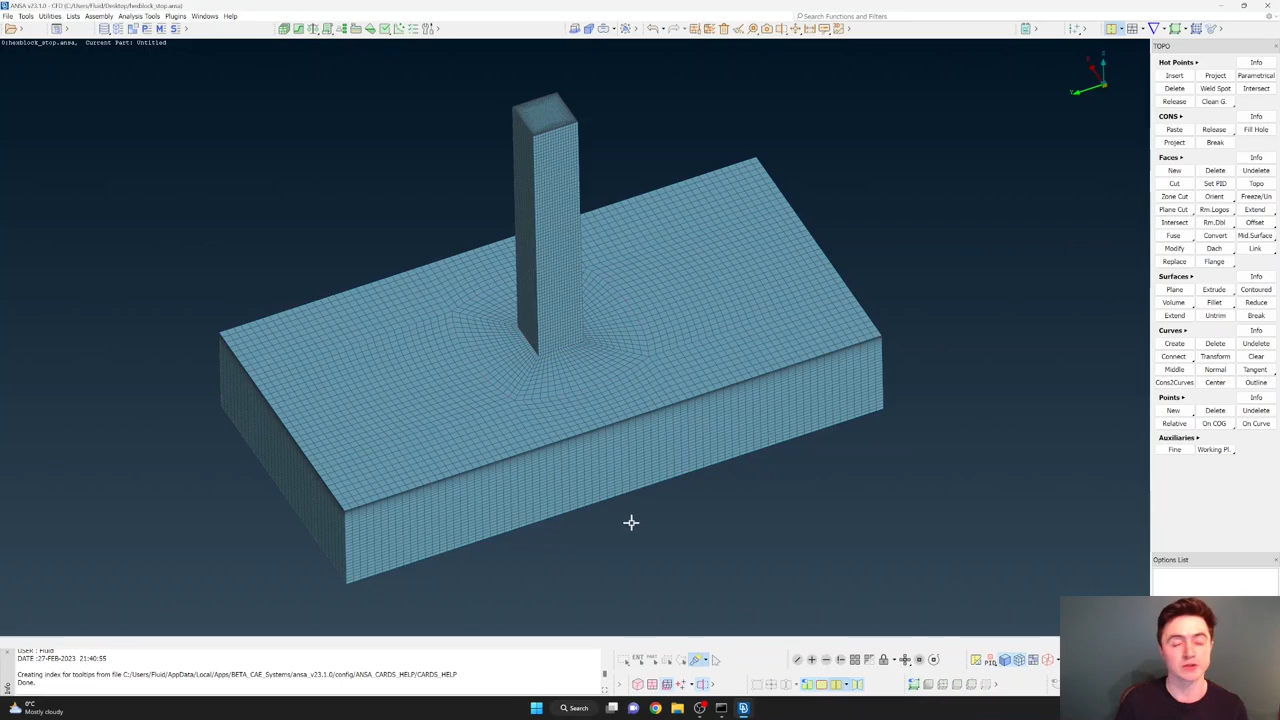 ANSA v23.1.0 - CFD (C:/Users/Fluid/Desktop/hexblock_stop.ansa)
File Tools Utilities Lists Assembly Analysis Tools Plugins Windows Help
Search Functions and Filters
0:hexblock_stop.ansa, Current Part: Untitled
TOPO
Hot Points Info
Insert Project Parametrical
Delete Weld Spot Intersect
Release Clean G.
CONS Info
Paste Release Fill Hole
Project Break
Faces Info
New Delete Undelete
Cut Set PID Topo
Zone Cut Orient Freeze/Un
Plane Cut Rm.Logos Extend
Intersect Rm.Dbl Offset
Fuse Convert Mid.Surface
Modify Dach Link
Replace Flange
Surfaces Info
Plane Extrude Contoured
Volume Fillet Reduce
Extend Untrim Break
Curves Info
Create Delete Undelete
Connect Transform Clear
Middle Normal Tangent
Cons2Curves Center Outline
Points Info
New Delete Undelete
Relative On COG On Curve
Auxiliaries
Fine Working Pl.
Options List
USER : Fluid
DATE :27-FEB-2023 21:40:55
Creating index for tooltips from file C:/Users/Fluid/AppData/Local/Apps/BETA_CAE_Systems/ansa_v23.1.0/config/ANSA_CARDS_HELP/CARDS_HELP
Done.
Info
ENT PART
PID
0°C
Mostly cloudy
Search